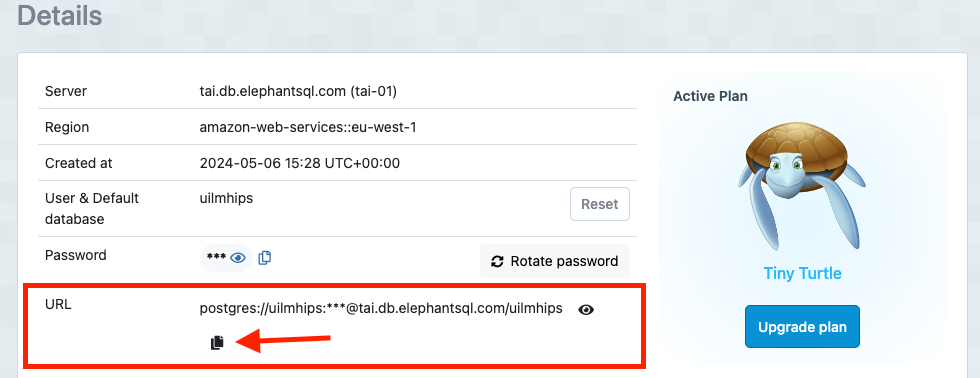 Details
Server tai.db.elephantsql.com (tai-01)
Region amazon-web-services::eu-west-1
Created at 2024-05-06 15:28 UTC+00:00
User & Default
database
uilmhips
Reset
Password *** Rotate password
URL postgres://uilmhips:***@tai.db.elephantsql.com/uilmhips
Active Plan
Tiny Turtle
Upgrade plan